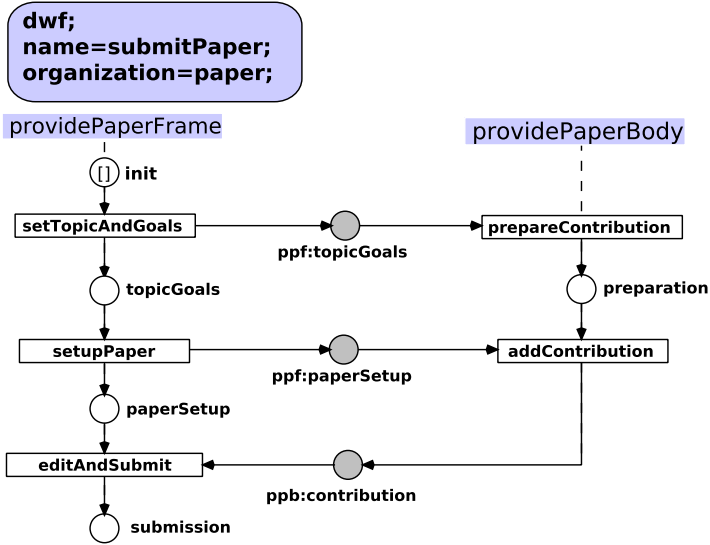 dwf;
name=submitPaper;
organization=paper;
providePaperFrame
providePaperBody
[] init
setTopicAndGoals
prepareContribution
ppf:topicGoals
topicGoals
preparation
setupPaper
addContribution
ppf:paperSetup
paperSetup
editAndSubmit
ppb:contribution
submission